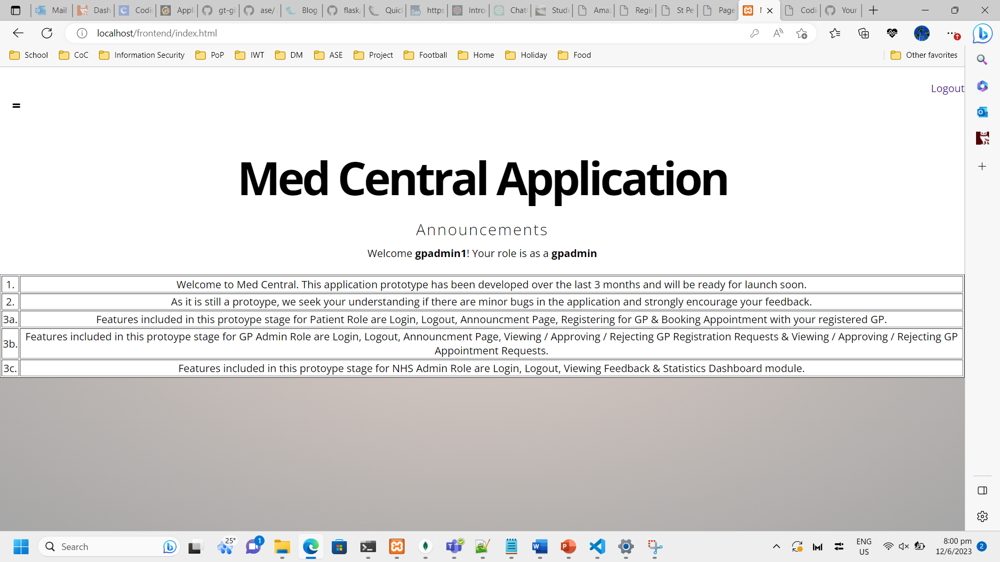 Mail
Dash
Codi
Appli
gt-gi
ase/
Blog
flask/
Quick
https
Intro
Chat
Stude
Amaz
Regis
St Pe
Page
Codi
Your
localhost/frontend/index.html
School CoC Information Security PoP IWT DM ASE Project Football Home Holiday Food Other favorites
Logout
=
Med Central Application
Announcements
Welcome gpadmin1! Your role is as a gpadmin
1. Welcome to Med Central. This application prototype has been developed over the last 3 months and will be ready for launch soon.
2. As it is still a protoype, we seek your understanding if there are minor bugs in the application and strongly encourage your feedback.
3a. Features included in this protoype stage for Patient Role are Login, Logout, Announcment Page, Registering for GP & Booking Appointment with your registered GP.
3b. Features included in this protoype stage for GP Admin Role are Login, Logout, Announcment Page, Viewing / Approving / Rejecting GP Registration Requests & Viewing / Approving / Rejecting GP
Appointment Requests.
3c. Features included in this protoype stage for NHS Admin Role are Login, Logout, Viewing Feedback & Statistics Dashboard module.
Search
25°
1
ENG
US
8:00 pm
12/6/2023
2